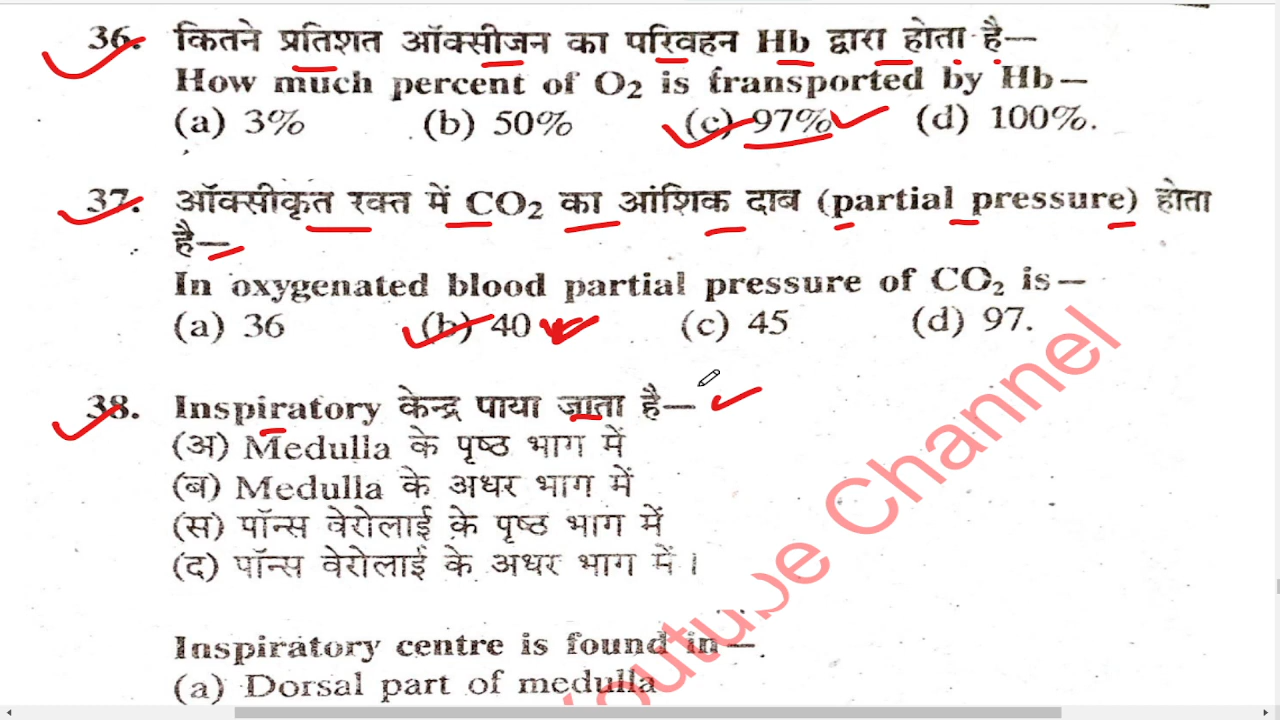 36. कितने प्रतिशत ऑक्सीजन का परिवहन Hb द्वारा होता है—
How much percent of O₂ is transported by Hb—
(a) 3% (b) 50% (c) 97% (d) 100%.
37. ऑक्सीकृत रक्त में CO₂ का आंशिक दाब (partial pressure) होता
है—
In oxygenated blood partial pressure of CO₂ is—
(a) 36 (b) 40 (c) 45 (d) 97.
38. Inspiratory केन्द्र पाया जाता है—
(अ) Medulla के पृष्ठ भाग में
(ब) Medulla के अधर भाग में
(स) पॉन्स वेरोलाई के पृष्ठ भाग में
(द) पॉन्स वेरोलाई के अधर भाग में।
Inspiratory centre is found in—
(a) Dorsal part of medulla
Youtube Channel